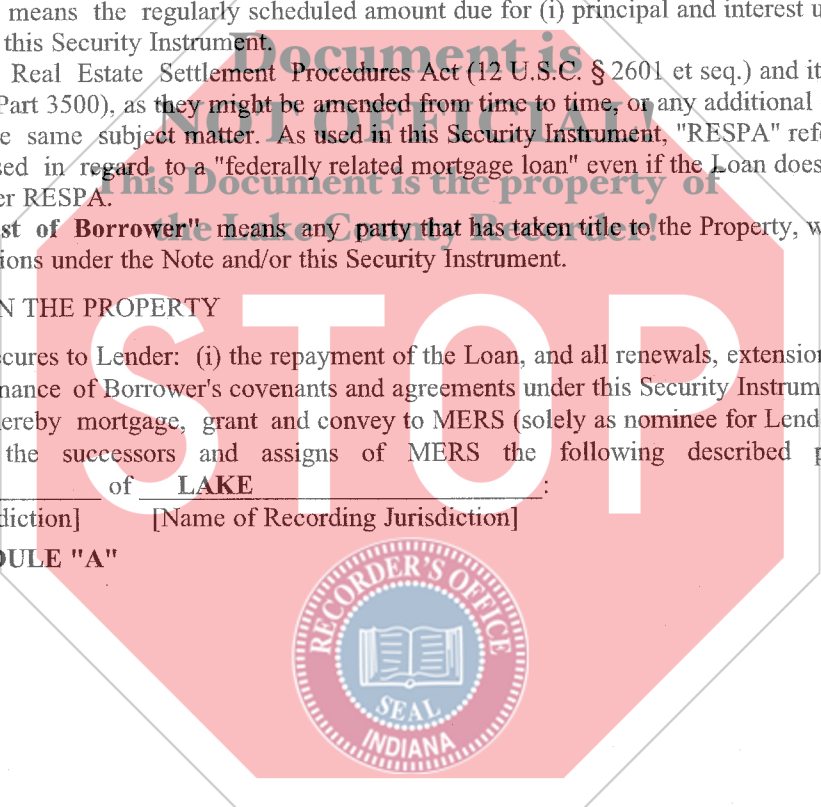 means the regularly scheduled amount due for (i) principal and interest u
this Security Instrument.
Document is
Real Estate Settlement Procedures Act (12 U.S.C. § 2601 et seq.) and it
Part 3500), as they might be amended from time to time, or any additional
NOT OFFICIAL!
e same subject matter. As used in this Security Instrument, "RESPA" ref
sed in regard to a "federally related mortgage loan" even if the Loan does
This Document is the property of
er RESPA.
the Lake County Recorder!
st of Borrower" means any party that has taken title to the Property, w
ions under the Note and/or this Security Instrument.
N THE PROPERTY
STOP
cures to Lender: (i) the repayment of the Loan, and all renewals, extension
nance of Borrower's covenants and agreements under this Security Instrum
ereby mortgage, grant and convey to MERS (solely as nominee for Lend
the successors and assigns of MERS the following described p
of LAKE :
diction] [Name of Recording Jurisdiction]
DULE "A"
RECORDER'S OFFICE
SEAL
INDIANA